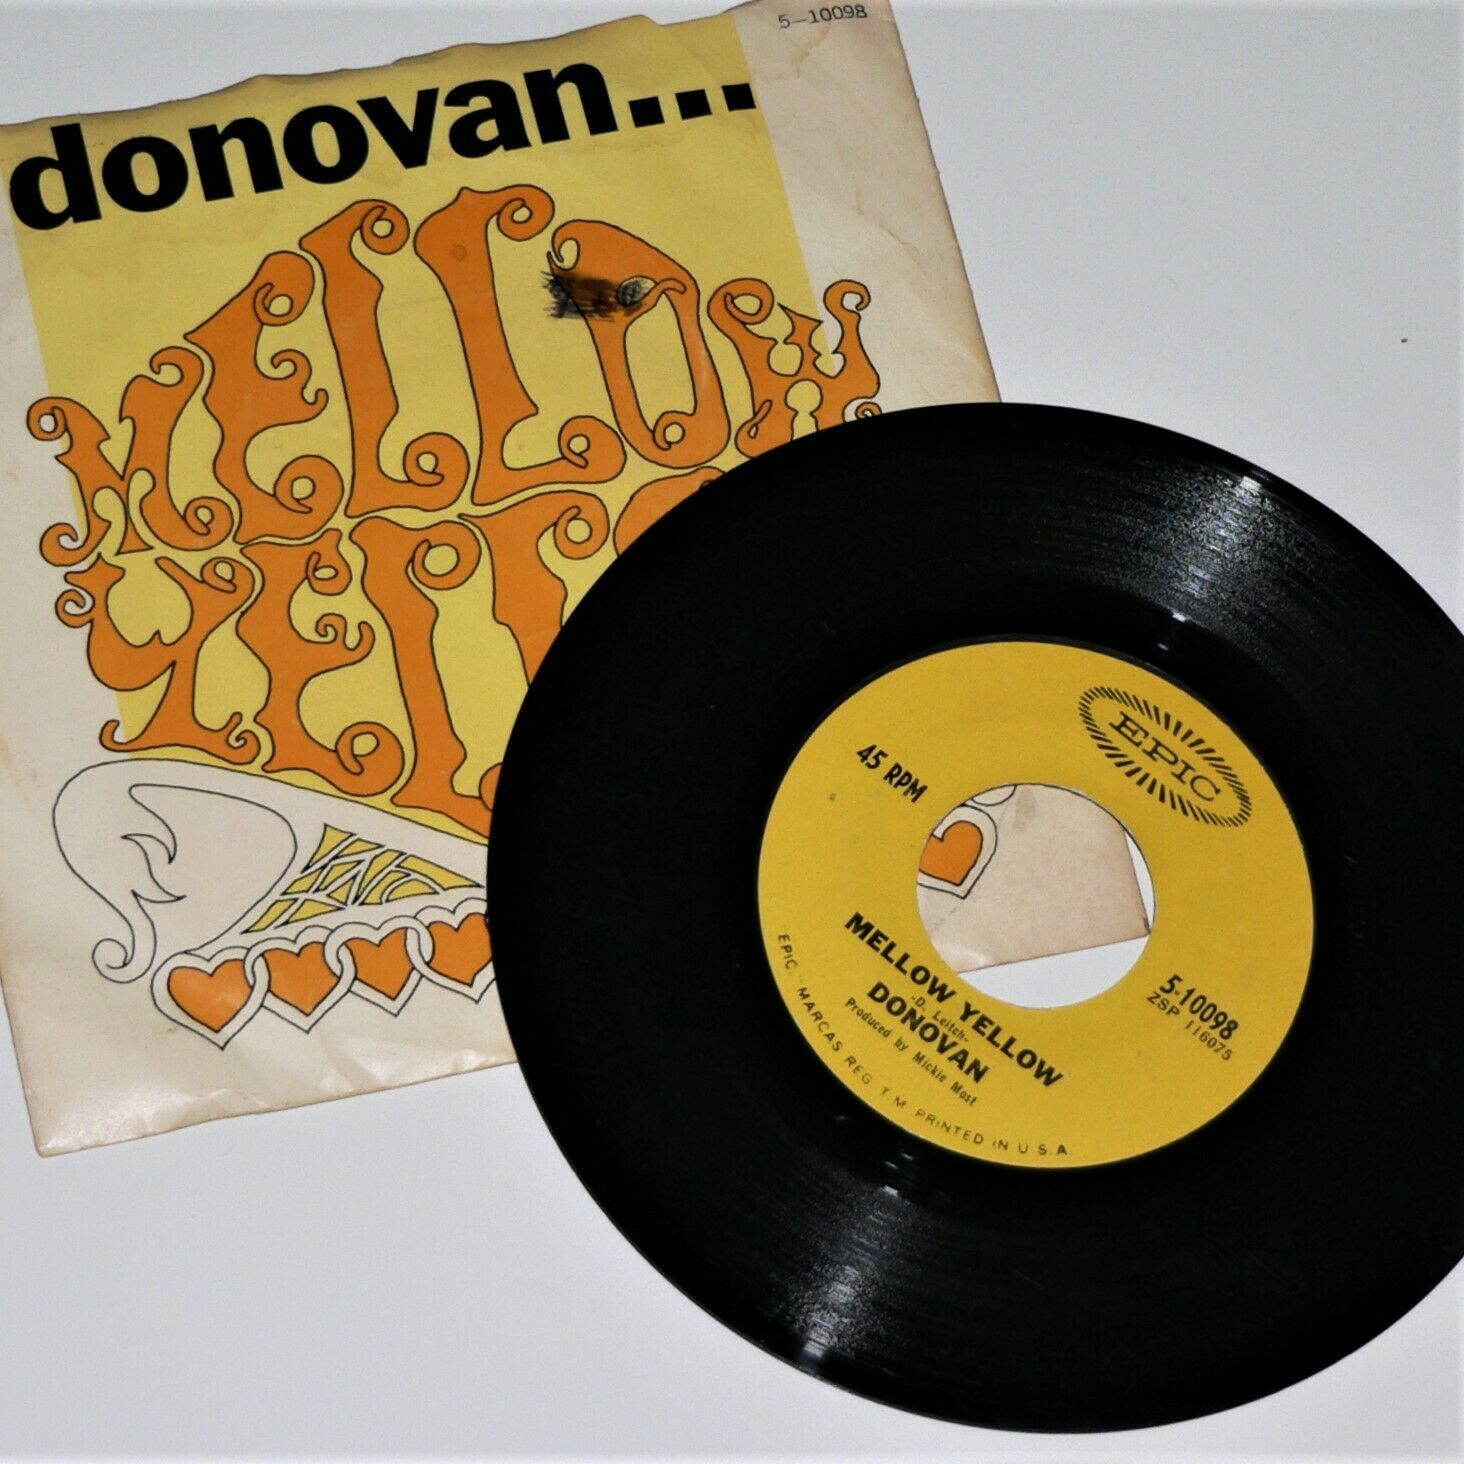 5-10098
donovan...
MELLOW
YELLO
EPIC
45 RPM
MELLOW YELLOW
-D. Leitch-
DONOVAN
Produced by Mickie Most
5-10098
ZSP 116075
EPIC, MARCAS REG. T.M. PRINTED IN U.S.A.